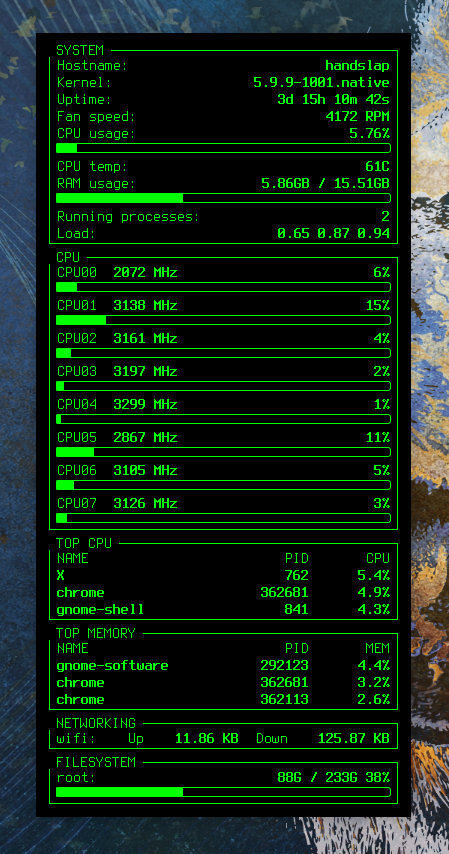 SYSTEM
Hostname: handslap
Kernel: 5.9.9-1001.native
Uptime: 3d 15h 10m 42s
Fan speed: 4172 RPM
CPU usage: 5.76%
CPU temp: 61C
RAM usage: 5.86GB / 15.51GB
Running processes: 2
Load: 0.65 0.87 0.94
CPU
CPU00 2072 MHz 6%
CPU01 3138 MHz 15%
CPU02 3161 MHz 4%
CPU03 3197 MHz 2%
CPU04 3299 MHz 1%
CPU05 2867 MHz 11%
CPU06 3105 MHz 5%
CPU07 3126 MHz 3%
TOP CPU
NAME PID CPU
X 762 5.4%
chrome 362681 4.9%
gnome-shell 841 4.3%
TOP MEMORY
NAME PID MEM
gnome-software 292123 4.4%
chrome 362681 3.2%
chrome 362113 2.6%
NETWORKING
wifi: Up 11.86 KB Down 125.87 KB
FILESYSTEM
root: 88G / 233G 38%